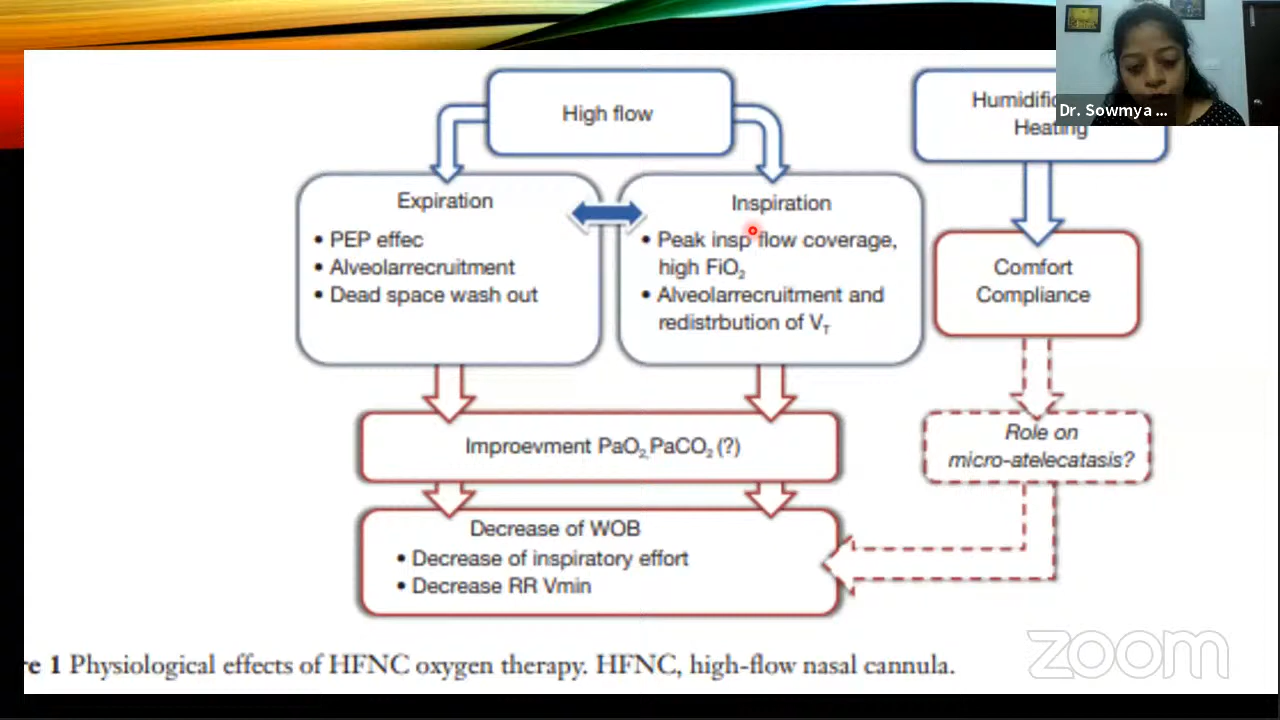 High flow
Humidific
Heating
Dr. Sowmya ...
Expiration
• PEP effec
• Alveolarrecruitment
• Dead space wash out
Inspiration
• Peak insp flow coverage,
high FiO₂
• Alveolarrecruitment and
redistrbution of V_T
Comfort
Compliance
Improevment PaO₂, PaCO₂ (?)
Role on
micro-atelecatasis?
Decrease of WOB
• Decrease of inspiratory effort
• Decrease RR Vmin
re 1 Physiological effects of HFNC oxygen therapy. HFNC, high-flow nasal cannula.
zoom